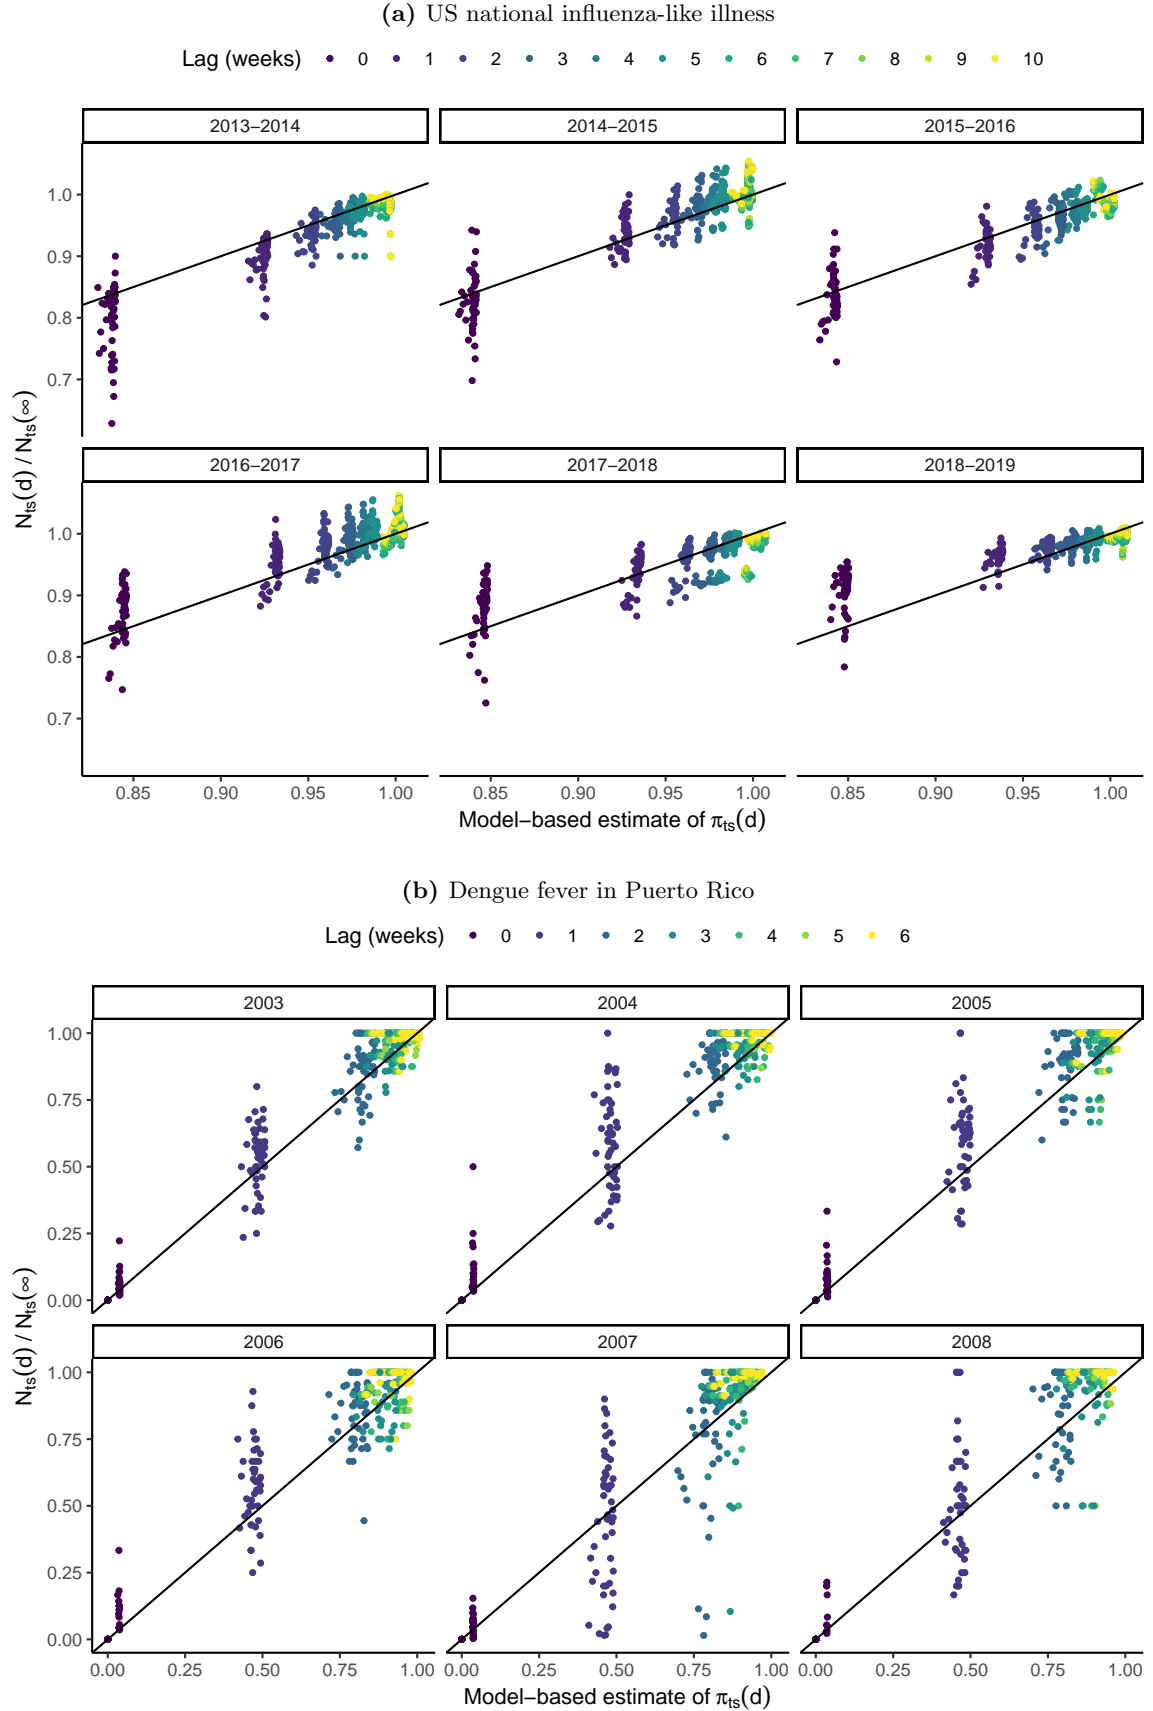 (a) US national influenza-like illness
Lag (weeks) 0 1 2 3 4 5 6 7 8 9 10
2013−2014 2014−2015 2015−2016
1.0
0.9
0.8
0.7
2016−2017 2017−2018 2018−2019
1.0
0.9
0.8
0.7
N_ts(d) / N_ts(∞)
0.85 0.90 0.95 1.00 0.85 0.90 0.95 1.00 0.85 0.90 0.95 1.00
Model−based estimate of π_ts(d)
(b) Dengue fever in Puerto Rico
Lag (weeks) 0 1 2 3 4 5 6
2003 2004 2005
1.00
0.75
0.50
0.25
0.00
2006 2007 2008
1.00
0.75
0.50
0.25
0.00
N_ts(d) / N_ts(∞)
0.00 0.25 0.50 0.75 1.00 0.00 0.25 0.50 0.75 1.00 0.00 0.25 0.50 0.75 1.00
Model−based estimate of π_ts(d)